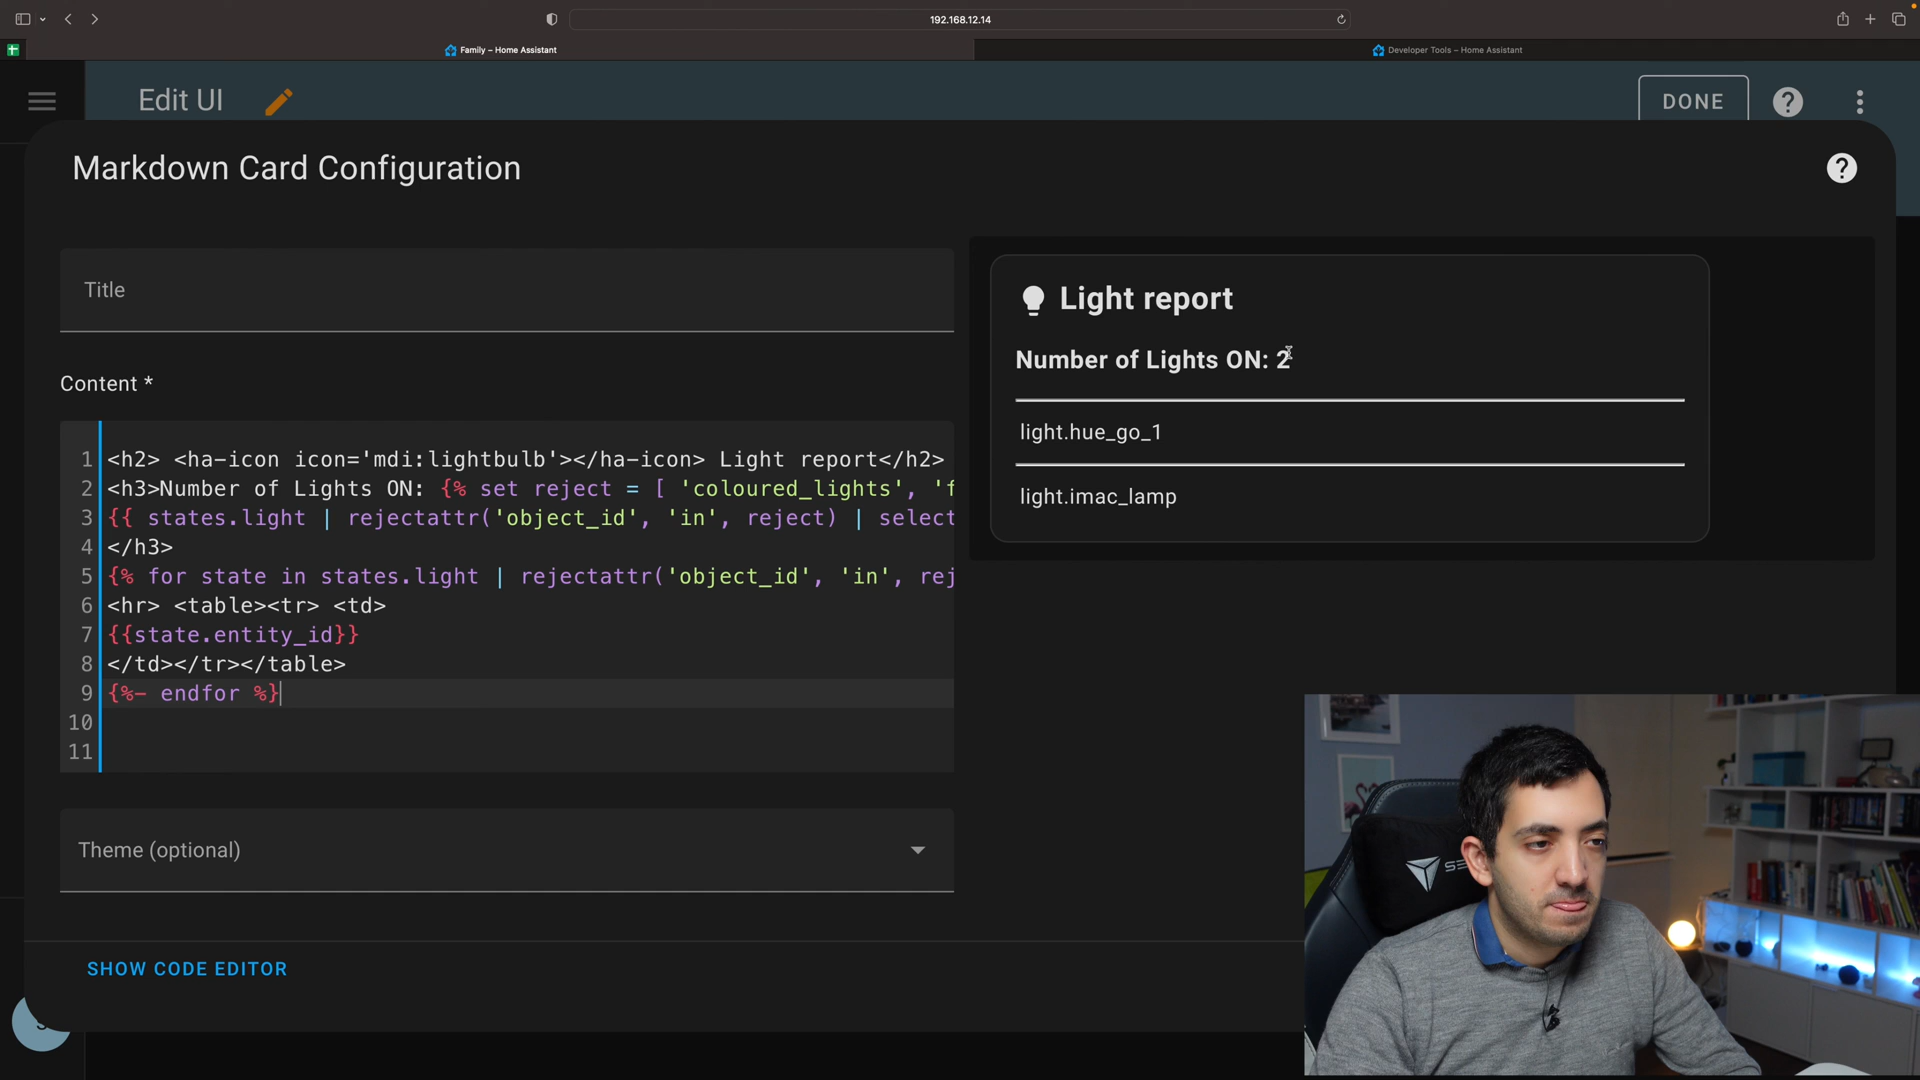 192.168.12.14
Family – Home Assistant
Developer Tools – Home Assistant
Edit UI
DONE
Markdown Card Configuration
Title
Content *
1 <h2> <ha-icon icon='mdi:lightbulb'></ha-icon> Light report</h2>
2 <h3>Number of Lights ON: {% set reject = [ 'coloured_lights', 'f
3 {{ states.light | rejectattr('object_id', 'in', reject) | select
4 </h3>
5 {% for state in states.light | rejectattr('object_id', 'in', rej
6 <hr> <table><tr> <td>
7 {{state.entity_id}}
8 </td></tr></table>
9 {%- endfor %}
10
11
Theme (optional)
SHOW CODE EDITOR
Light report
Number of Lights ON: 2
light.hue_go_1
light.imac_lamp